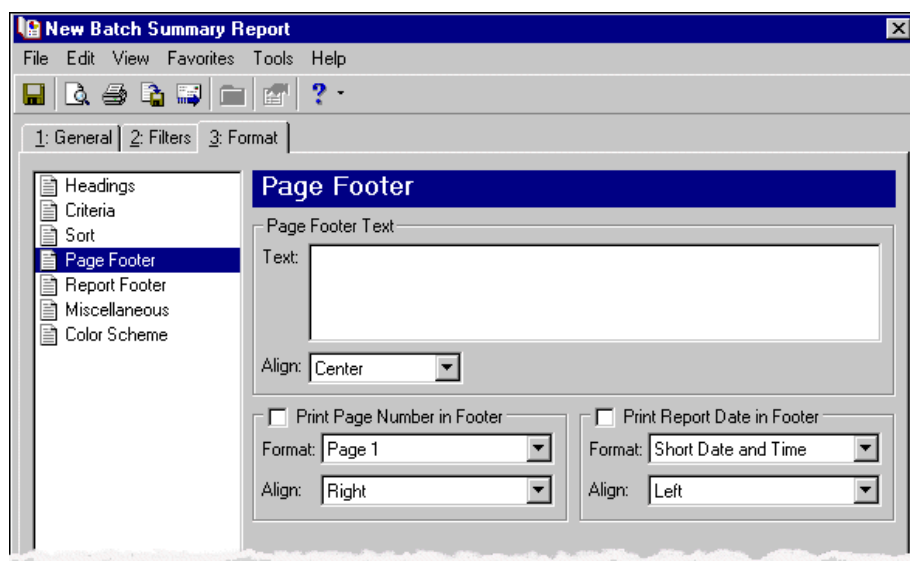 New Batch Summary Report
File Edit View Favorites Tools Help
1: General 2: Filters 3: Format
Headings
Criteria
Sort
Page Footer
Report Footer
Miscellaneous
Color Scheme
Page Footer
Page Footer Text
Text:
Align: Center
Print Page Number in Footer
Format: Page 1
Align: Right
Print Report Date in Footer
Format: Short Date and Time
Align: Left